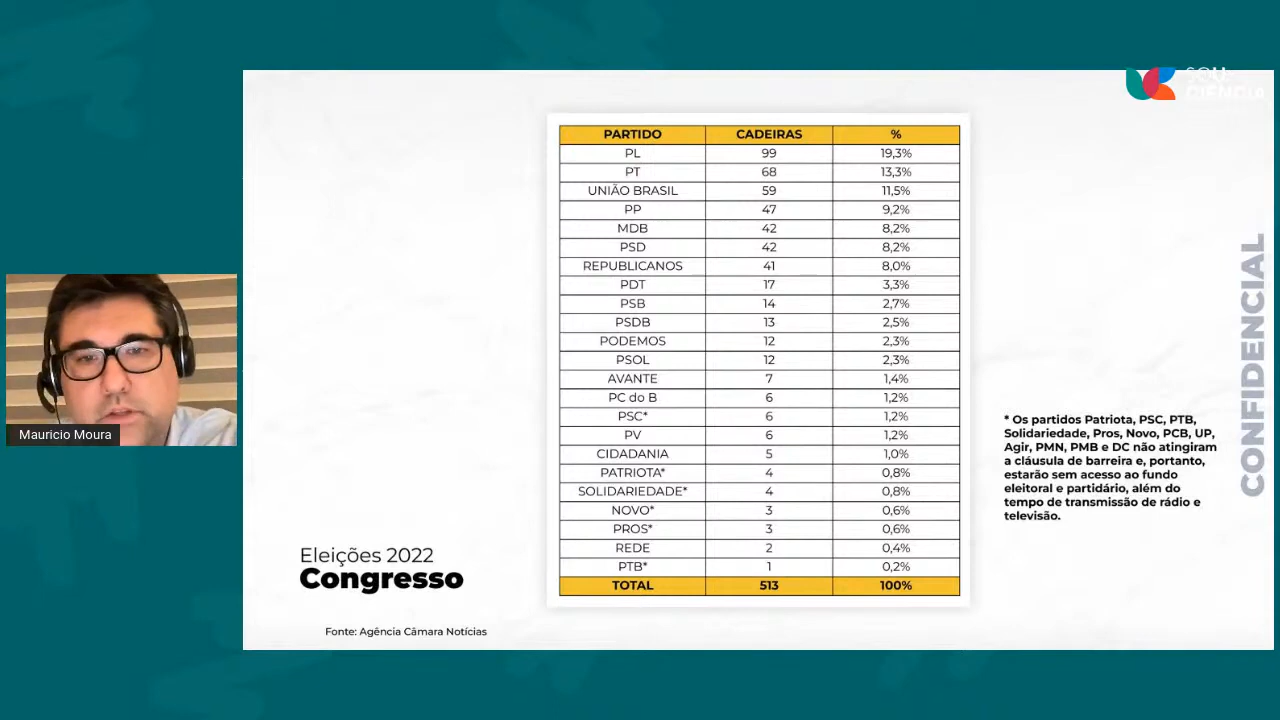 SOU
CIÊNCIA
PARTIDO CADEIRAS %
PL 99 19,3%
PT 68 13,3%
UNIÃO BRASIL 59 11,5%
PP 47 9,2%
MDB 42 8,2%
PSD 42 8,2%
REPUBLICANOS 41 8,0%
PDT 17 3,3%
PSB 14 2,7%
PSDB 13 2,5%
PODEMOS 12 2,3%
PSOL 12 2,3%
AVANTE 7 1,4%
PC do B 6 1,2%
PSC* 6 1,2%
PV 6 1,2%
CIDADANIA 5 1,0%
PATRIOTA* 4 0,8%
SOLIDARIEDADE* 4 0,8%
NOVO* 3 0,6%
PROS* 3 0,6%
REDE 2 0,4%
PTB* 1 0,2%
TOTAL 513 100%
* Os partidos Patriota, PSC, PTB,
Solidariedade, Pros, Novo, PCB, UP,
Agir, PMN, PMB e DC não atingiram
a cláusula de barreira e, portanto,
estarão sem acesso ao fundo
eleitoral e partidário, além do
tempo de transmissão de rádio e
televisão.
CONFIDENCIAL
Mauricio Moura
Eleições 2022
Congresso
Fonte: Agência Câmara Notícias